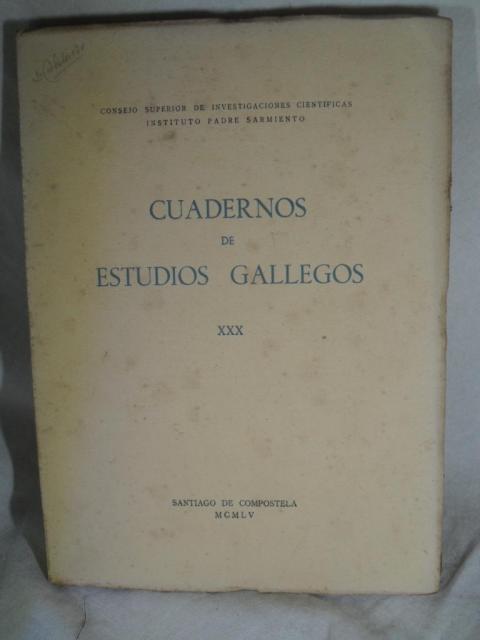 CONSEJO SUPERIOR DE INVESTIGACIONES CIENTIFICAS
INSTITUTO PADRE SARMIENTO
CUADERNOS
DE
ESTUDIOS GALLEGOS
XXX
SANTIAGO DE COMPOSTELA
MCMLV